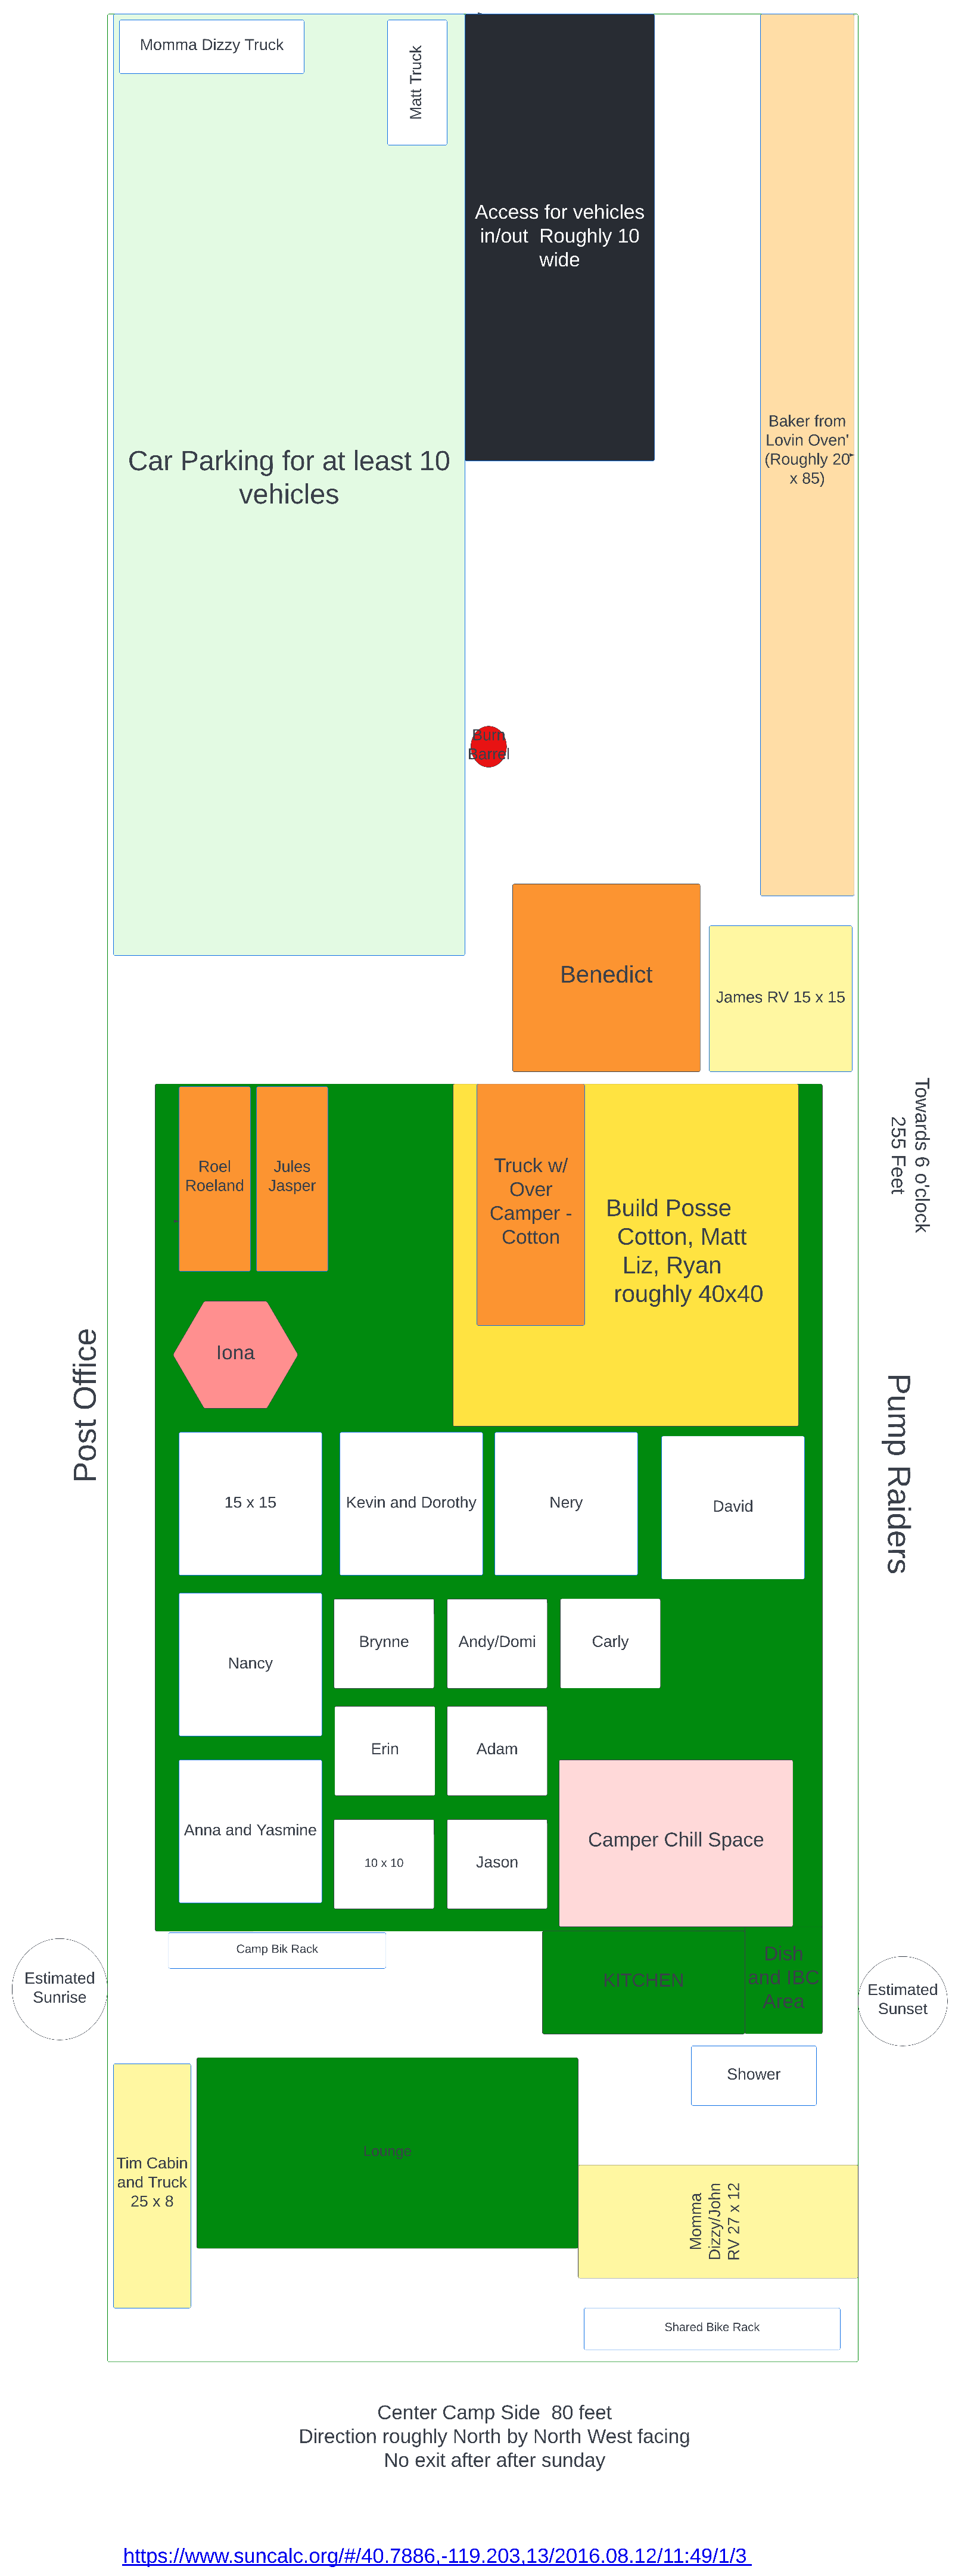 Momma Dizzy Truck
Matt Truck
Access for vehicles
in/out  Roughly 10
wide
Baker from
Lovin Oven'
(Roughly 20'
x 85)
Car Parking for at least 10
vehicles
Burn
Barrel
Benedict
James RV 15 x 15
Towards 6 o'clock
255 Feet
Roel
Roeland
Jules
Jasper
Truck w/
Over
Camper -
Cotton
Build Posse
Cotton, Matt
Liz, Ryan
roughly 40x40
Iona
Post Office
Pump Raiders
15 x 15
Kevin and Dorothy
Nery
David
Nancy
Brynne
Andy/Domi
Carly
Erin
Adam
Anna and Yasmine
10 x 10
Jason
Camper Chill Space
Camp Bik Rack
KITCHEN
Dish
and IBC
Area
Estimated
Sunrise
Estimated
Sunset
Shower
Lounge
Tim Cabin
and Truck
25 x 8
Momma
Dizzy/John
RV 27 x 12
Shared Bike Rack
Center Camp Side  80 feet
Direction roughly North by North West facing
No exit after after sunday
https://www.suncalc.org/#/40.7886,-119.203,13/2016.08.12/11:49/1/3